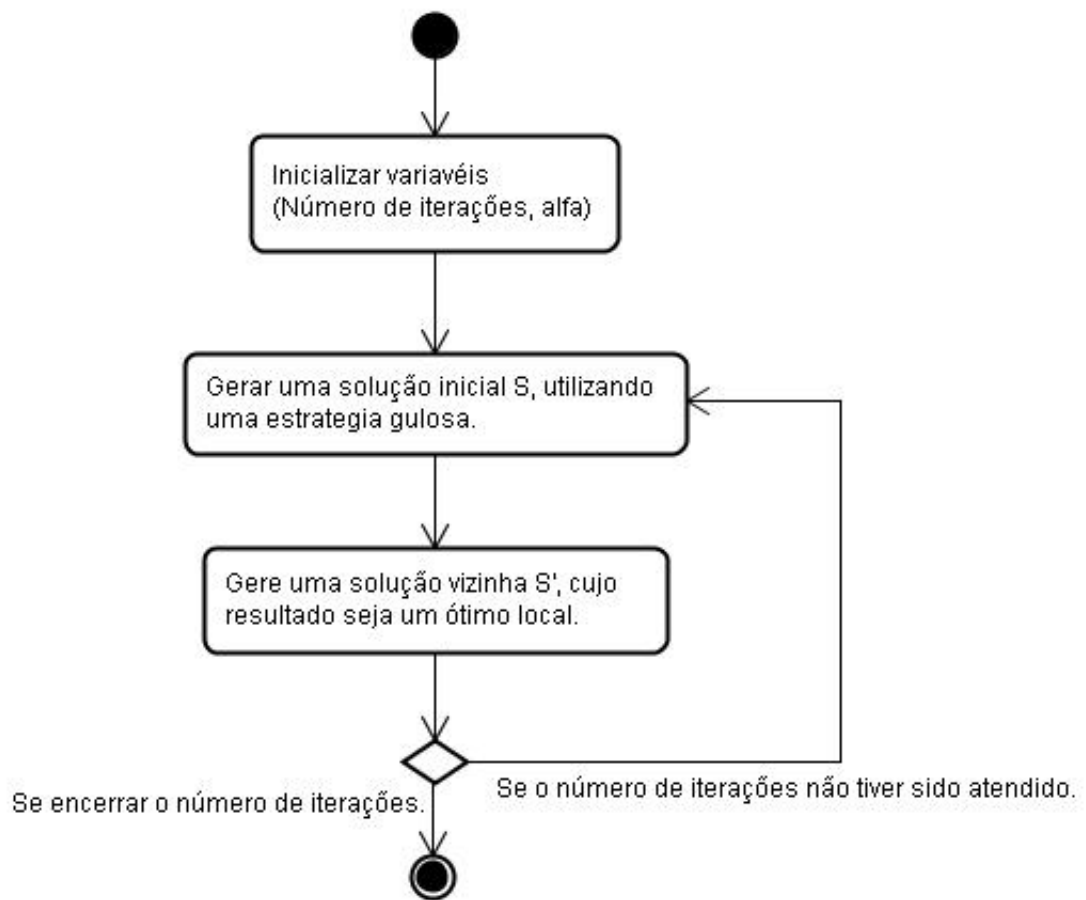 Inicializar variavéis
(Número de iterações, alfa)
Gerar uma solução inicial S, utilizando
uma estrategia gulosa.
Gere uma solução vizinha S', cujo
resultado seja um ótimo local.
Se encerrar o número de iterações.
Se o número de iterações não tiver sido atendido.